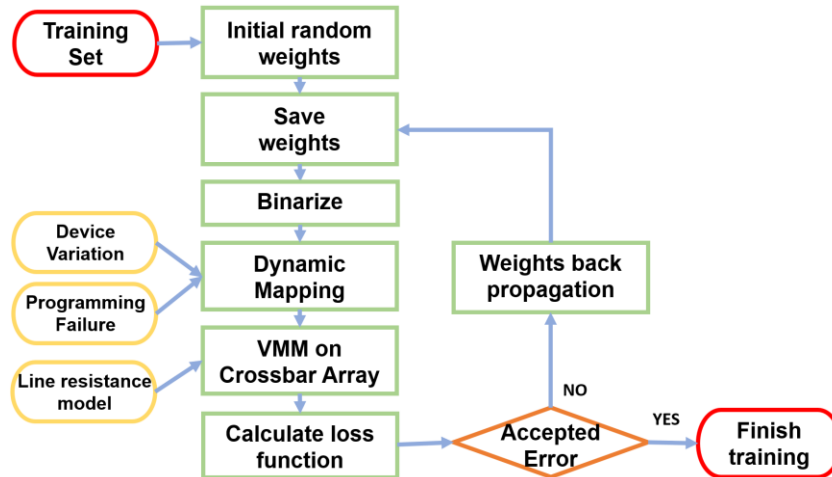 Training
Set
Initial random
weights
Save
weights
Binarize
Device
Variation
Dynamic
Mapping
Weights back
propagation
Programming
Failure
VMM on
Crossbar Array
Line resistance
model
NO
YES
Calculate loss
function
Accepted
Error
Finish
training